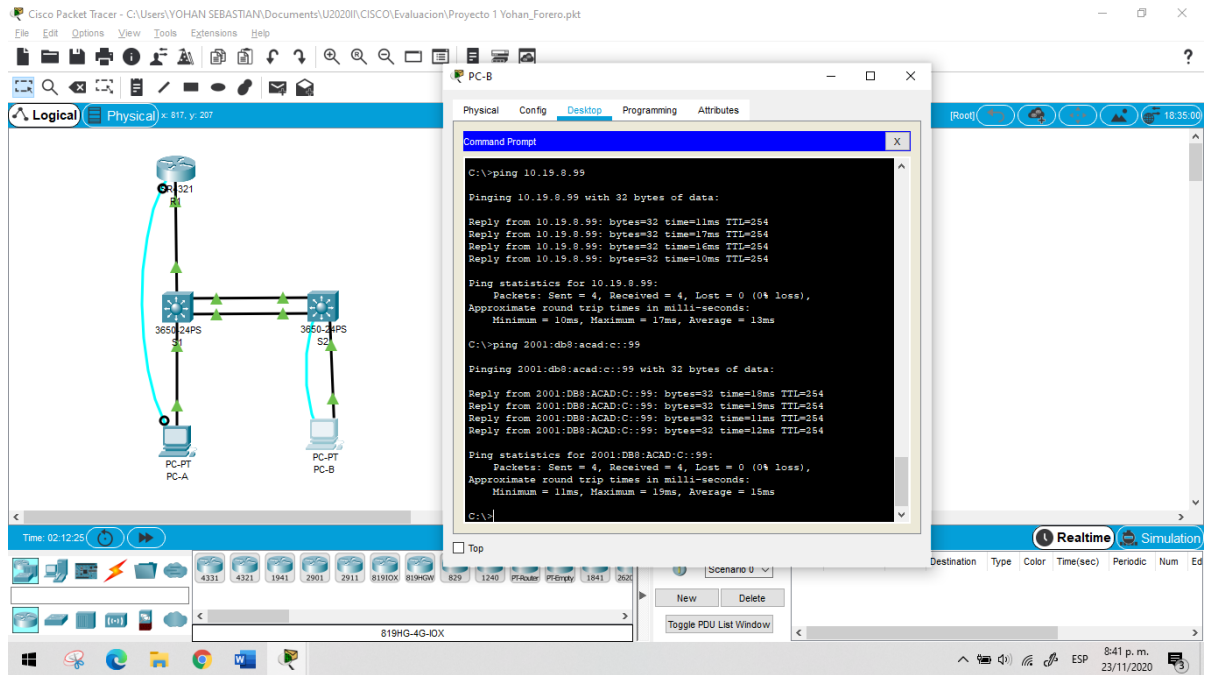 Cisco Packet Tracer - C:\Users\YOHAN SEBASTIAN\Documents\U2020II\CISCO\Evaluacion\Proyecto 1 Yohan_Forero.pkt
File Edit Options View Tools Extensions Help
?
Logical Physical x: 817, y: 207
[Root] 18:35:00
PC-B
Physical Config Desktop Programming Attributes
Command Prompt X
C:\>ping 10.19.8.99
Pinging 10.19.8.99 with 32 bytes of data:
Reply from 10.19.8.99: bytes=32 time=11ms TTL=254
Reply from 10.19.8.99: bytes=32 time=17ms TTL=254
Reply from 10.19.8.99: bytes=32 time=16ms TTL=254
Reply from 10.19.8.99: bytes=32 time=10ms TTL=254
Ping statistics for 10.19.8.99:
Packets: Sent = 4, Received = 4, Lost = 0 (0% loss),
Approximate round trip times in milli-seconds:
Minimum = 10ms, Maximum = 17ms, Average = 13ms
C:\>ping 2001:db8:acad:c::99
Pinging 2001:db8:acad:c::99 with 32 bytes of data:
Reply from 2001:DB8:ACAD:C::99: bytes=32 time=18ms TTL=254
Reply from 2001:DB8:ACAD:C::99: bytes=32 time=19ms TTL=254
Reply from 2001:DB8:ACAD:C::99: bytes=32 time=11ms TTL=254
Reply from 2001:DB8:ACAD:C::99: bytes=32 time=12ms TTL=254
Ping statistics for 2001:DB8:ACAD:C::99:
Packets: Sent = 4, Received = 4, Lost = 0 (0% loss),
Approximate round trip times in milli-seconds:
Minimum = 11ms, Maximum = 19ms, Average = 15ms
C:\>
Top
R1
3650-24PS
S1
3650-24PS
S2
PC-PT
PC-A
PC-PT
PC-B
Time: 02:12:25
Realtime Simulation
4331 4321 1941 2901 2911 819IOX 819HGW 829 1240 PT-Router PT-Empty 1841
819HG-4G-IOX
Scenario 0
New Delete
Toggle PDU List Window
Destination Type Color Time(sec) Periodic Num Ed
ESP
8:41 p. m.
23/11/2020
3